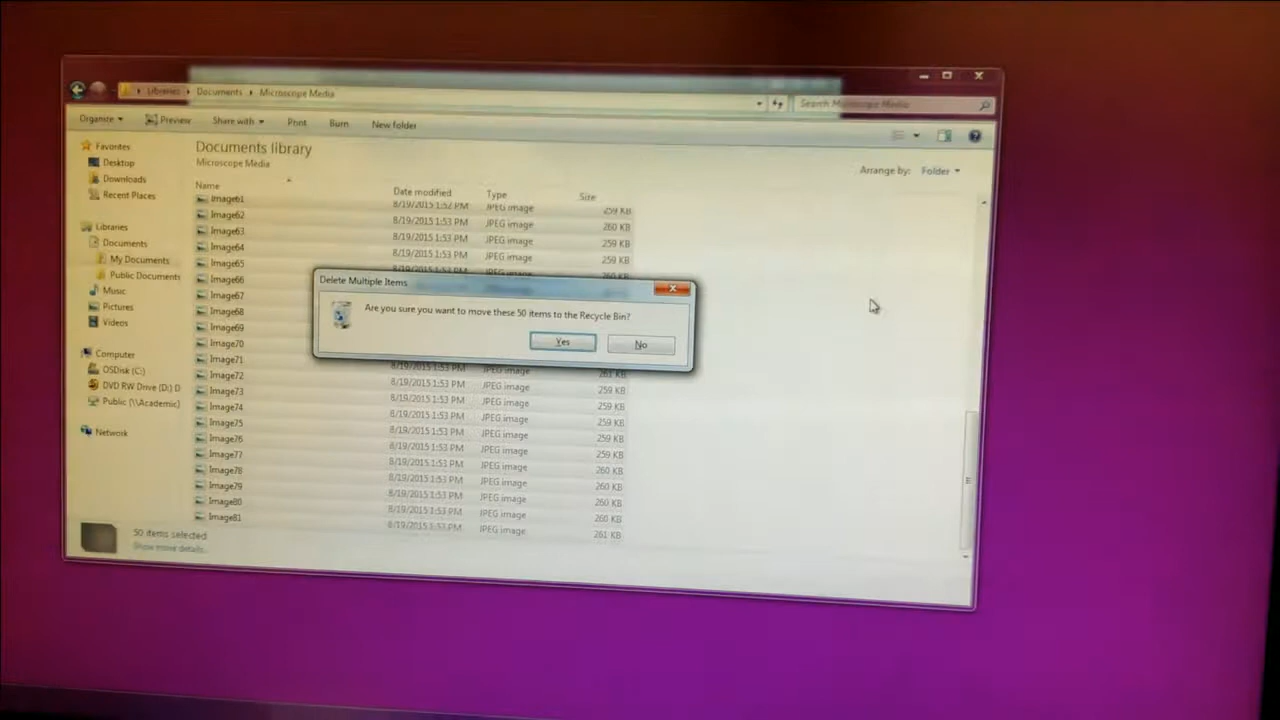 Libraries ▸ Documents ▸ Microscope Media
Search Microscope Media
Organize Preview Share with Print Burn New folder
Documents library
Microscope Media
Arrange by: Folder
Name Date modified Type Size
Favorites
Desktop
Downloads
Recent Places
Libraries
Documents
My Documents
Public Documents
Music
Pictures
Videos
Computer
OSDisk (C:)
DVD RW Drive (D:) D
Public (\\Academic
Network
Image61 8/19/2015 1:52 PM JPEG image 259 KB
Image62 8/19/2015 1:53 PM JPEG image 260 KB
Image63 8/19/2015 1:53 PM JPEG image 259 KB
Image64 8/19/2015 1:53 PM JPEG image 259 KB
Image65 8/19/2015 1:53 PM JPEG image 260 KB
Image66
Image67
Image68
Image69
Image70
Image71 8/19/2015 1:53 PM JPEG image 261 KB
Image72 8/19/2015 1:53 PM JPEG image 259 KB
Image73 8/19/2015 1:53 PM JPEG image 259 KB
Image74 8/19/2015 1:53 PM JPEG image 259 KB
Image75 8/19/2015 1:53 PM JPEG image 259 KB
Image76 8/19/2015 1:53 PM JPEG image 259 KB
Image77 8/19/2015 1:53 PM JPEG image 260 KB
Image78 8/19/2015 1:53 PM JPEG image 260 KB
Image79 8/19/2015 1:53 PM JPEG image 260 KB
Image80 8/19/2015 1:53 PM JPEG image 260 KB
Image81 8/19/2015 1:53 PM JPEG image 261 KB
Delete Multiple Items
Are you sure you want to move these 50 items to the Recycle Bin?
Yes No
50 items selected
Show more details...